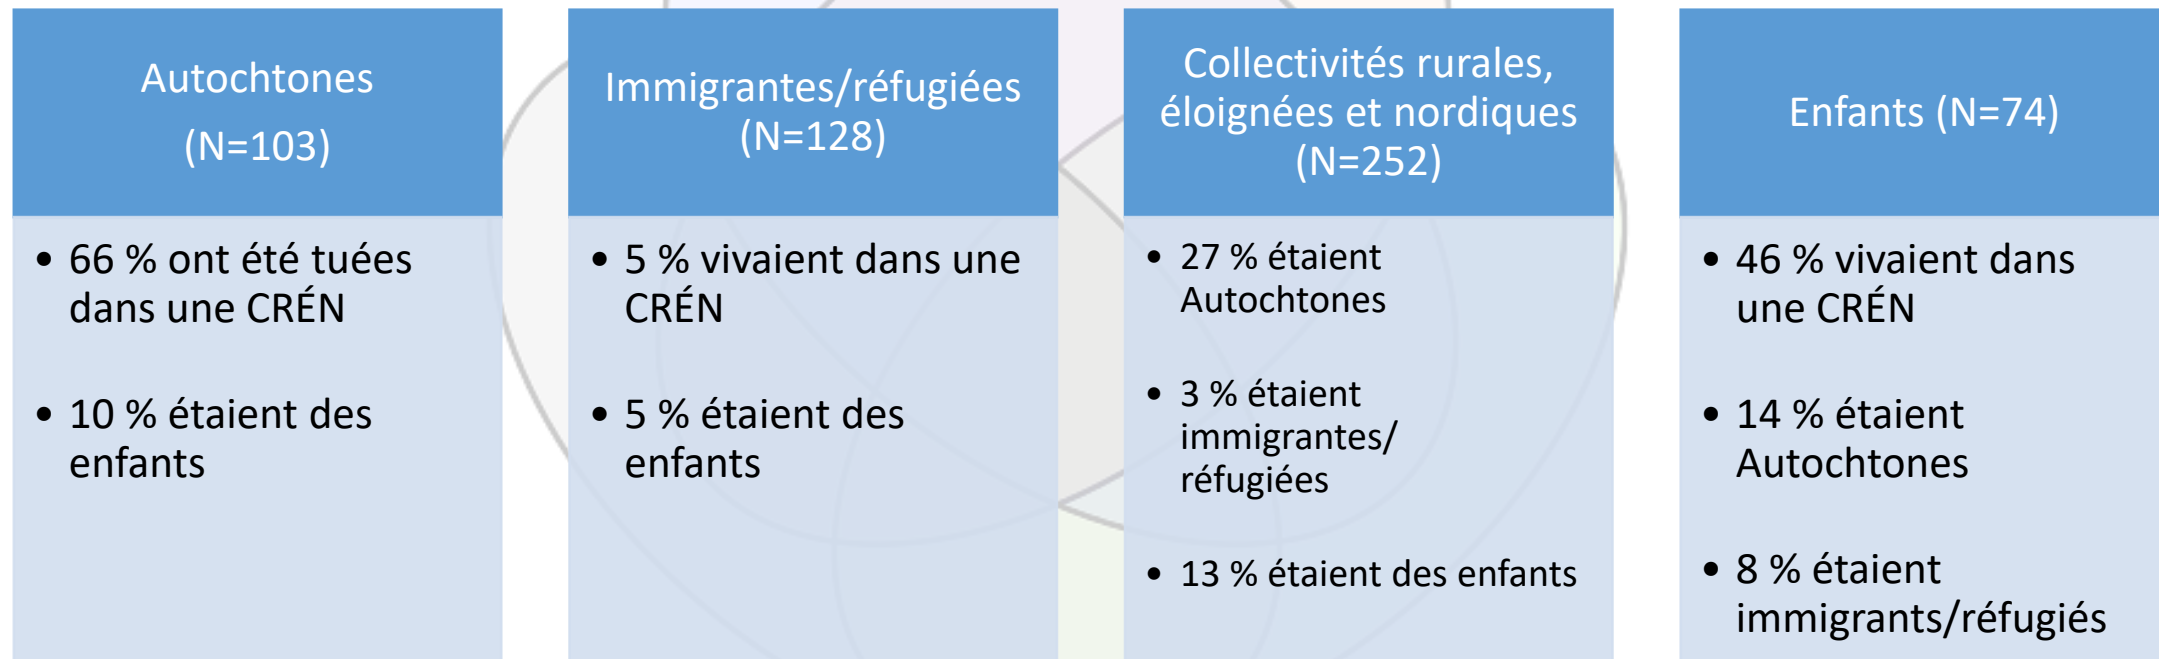 Autochtones
(N=103)
• 66 % ont été tuées
dans une CRÉN
• 10 % étaient des
enfants
Immigrantes/réfugiées
(N=128)
• 5 % vivaient dans une
CRÉN
• 5 % étaient des
enfants
Collectivités rurales,
éloignées et nordiques
(N=252)
• 27 % étaient
Autochtones
• 3 % étaient
immigrantes/
réfugiées
• 13 % étaient des enfants
Enfants (N=74)
• 46 % vivaient dans
une CRÉN
• 14 % étaient
Autochtones
• 8 % étaient
immigrants/réfugiés